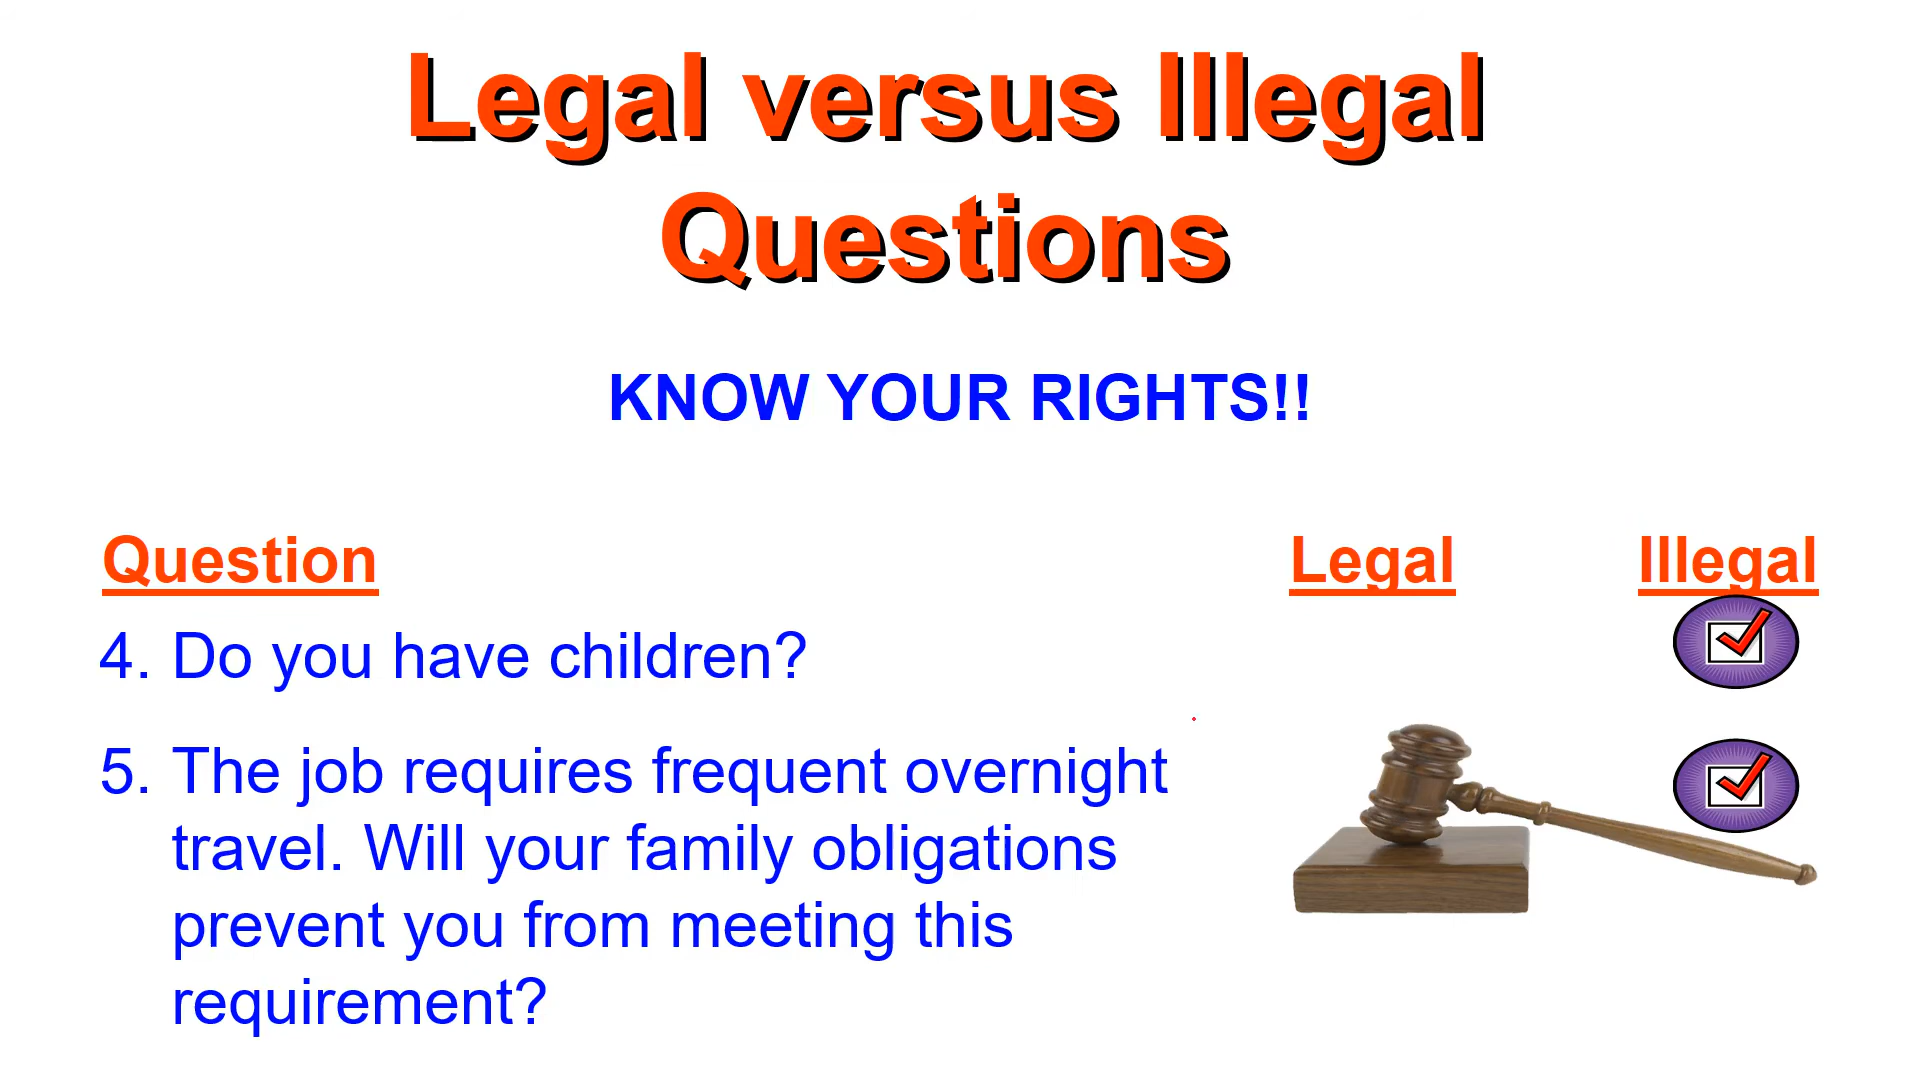 Legal versus Illegal
Questions
KNOW YOUR RIGHTS!!
Question Legal Illegal
4. Do you have children?
5. The job requires frequent overnight
travel. Will your family obligations
prevent you from meeting this
requirement?